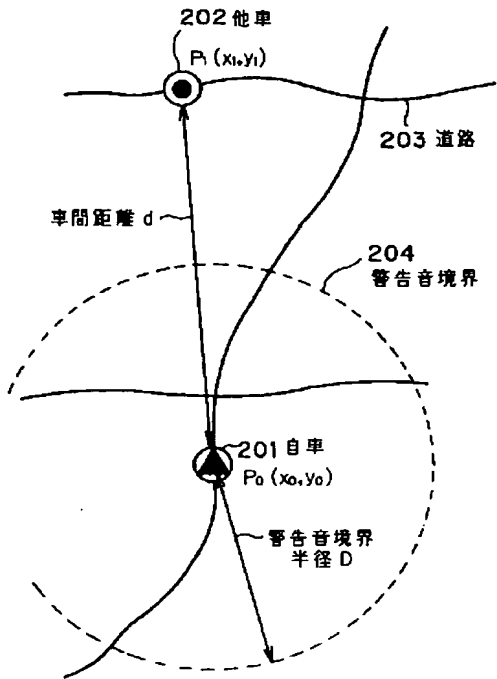 202 他車
P₁ (x₁,y₁)
203 道路
車間距離 d
204
警告音境界
201 自車
P₀ (x₀,y₀)
警告音境界
半径 D